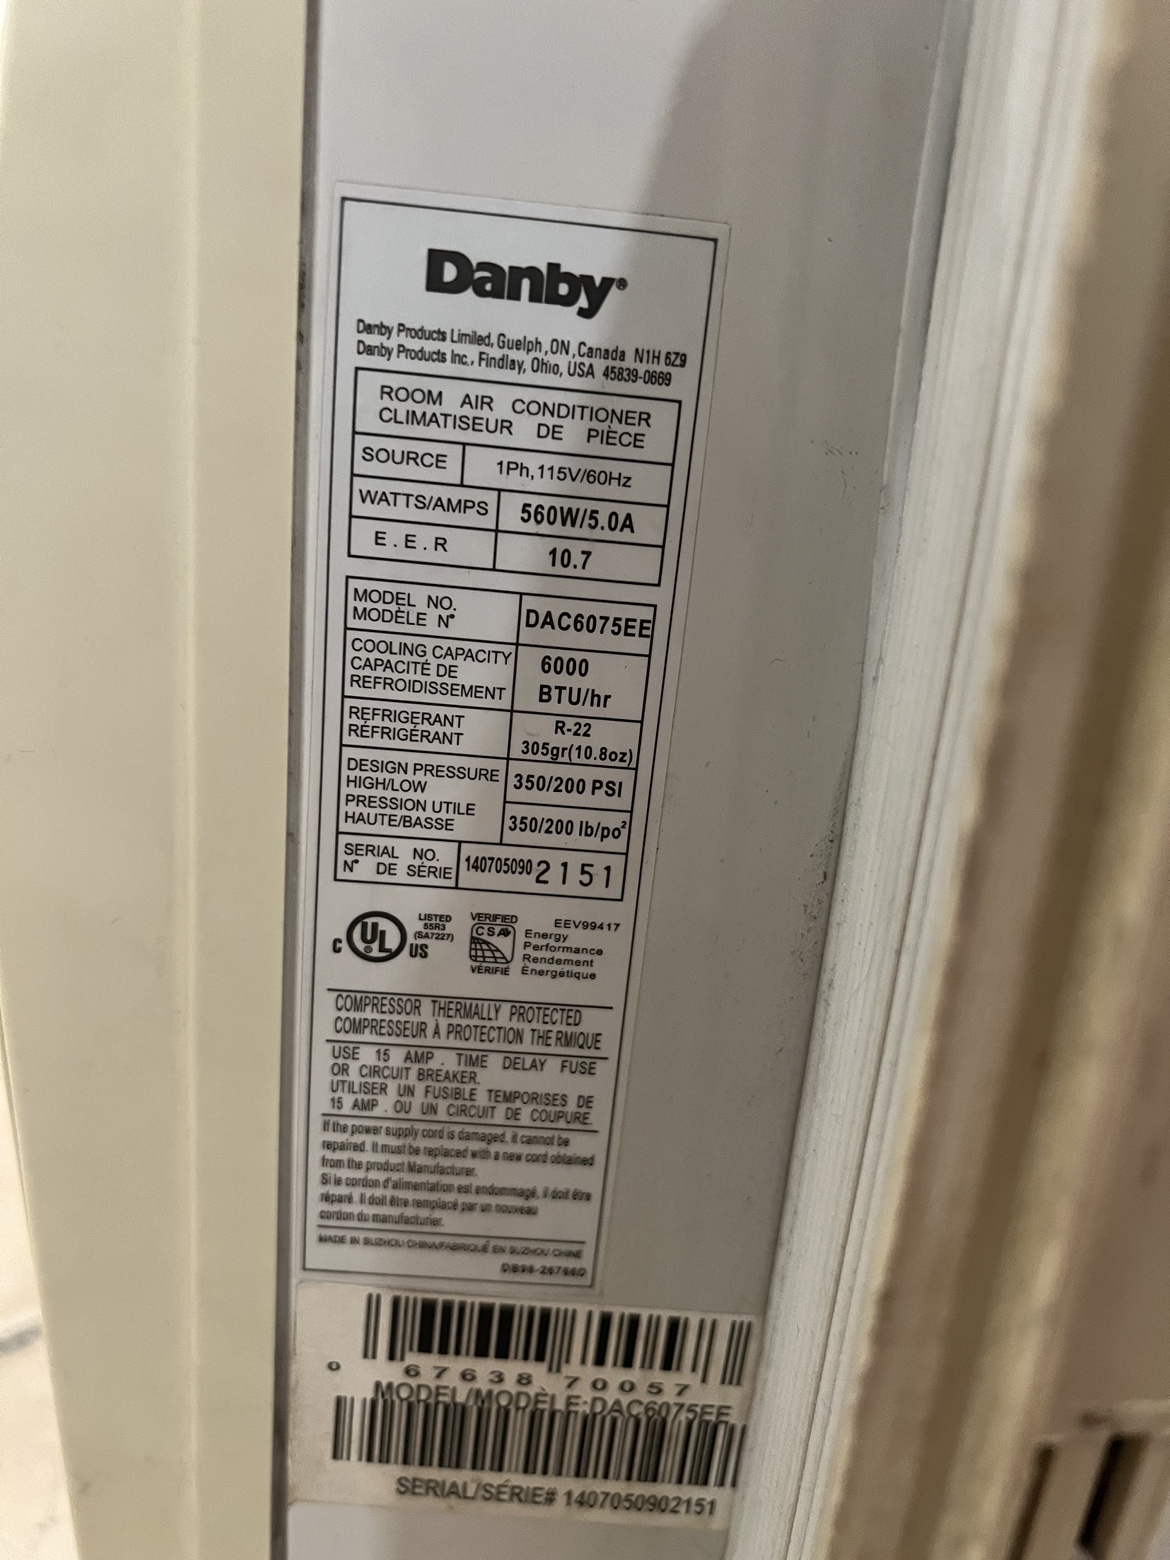 Danby®
Danby Products Limited, Guelph, ON, Canada N1H 6Z9
Danby Products Inc., Findlay, Ohio, USA 45839-0669
ROOM AIR CONDITIONER
CLIMATISEUR DE PIÈCE
SOURCE 1Ph,115V/60Hz
WATTS/AMPS 560W/5.0A
E.E.R 10.7
MODEL NO.
MODÈLE N° DAC6075EE
COOLING CAPACITY
CAPACITÉ DE
REFROIDISSEMENT
6000
BTU/hr
REFRIGERANT
RÉFRIGÉRANT
R-22
305gr(10.8oz)
DESIGN PRESSURE
HIGH/LOW
350/200 PSI
PRESSION UTILE
HAUTE/BASSE
350/200 lb/po²
SERIAL NO.
N° DE SÉRIE
140705090 2151
C UL® US
LISTED
55R3
(SA7227)
VERIFIED
CSA
VÉRIFIÉ
EEV99417
Energy
Performance
Rendement
Énergétique
COMPRESSOR THERMALLY PROTECTED
COMPRESSEUR À PROTECTION THE RMIQUE
USE 15 AMP . TIME DELAY FUSE
OR CIRCUIT BREAKER.
UTILISER UN FUSIBLE TEMPORISES DE
15 AMP . OU UN CIRCUIT DE COUPURE.
If the power supply cord is damaged, it cannot be
repaired. It must be replaced with a new cord obtained
from the product Manufacturer.
Si le cordon d'alimentation est endommagé, il doit être
réparé. Il doit être remplacé par un nouveau
cordon du manufacturier.
MADE IN SUZHOU CHINA/FABRIQUÉ EN SUZHOU CHINE
DB98-26766D
0 67638 70057
MODEL/MODÈLE:DAC6075EE
SERIAL/SÉRIE# 1407050902151